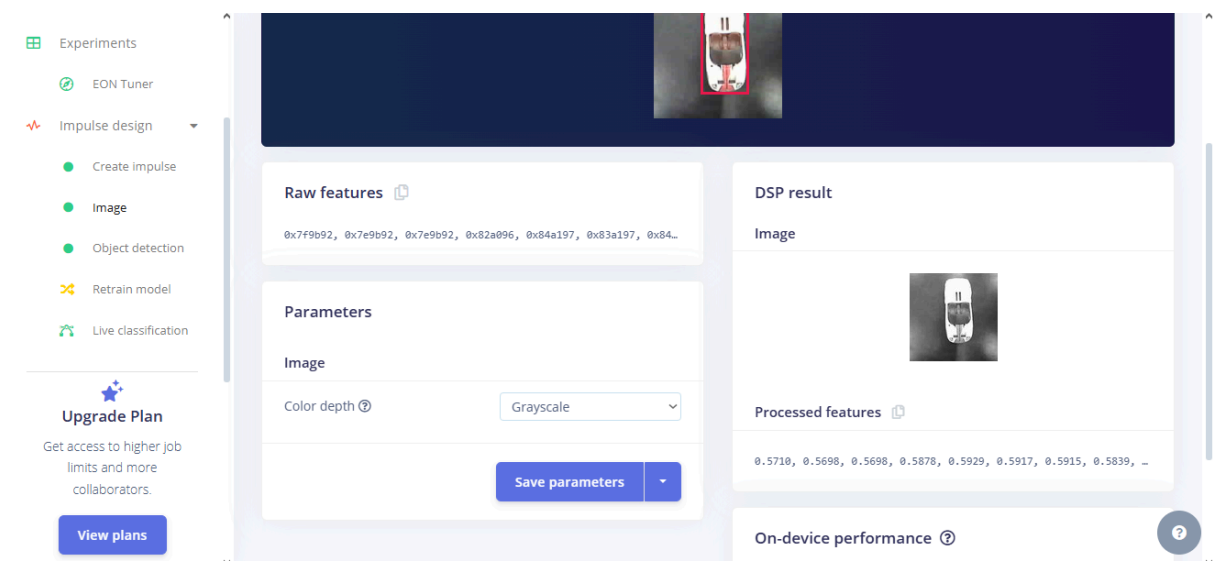 Experiments
EON Tuner
Impulse design
Create impulse
Image
Object detection
Retrain model
Live classification
Upgrade Plan
Get access to higher job
limits and more
collaborators.
View plans
Raw features
0x7f9b92, 0x7e9b92, 0x7e9b92, 0x82a096, 0x84a197, 0x83a197, 0x84…
Parameters
Image
Color depth
Grayscale
Save parameters
DSP result
Image
Processed features
0.5710, 0.5698, 0.5698, 0.5878, 0.5929, 0.5917, 0.5915, 0.5839, …
On-device performance